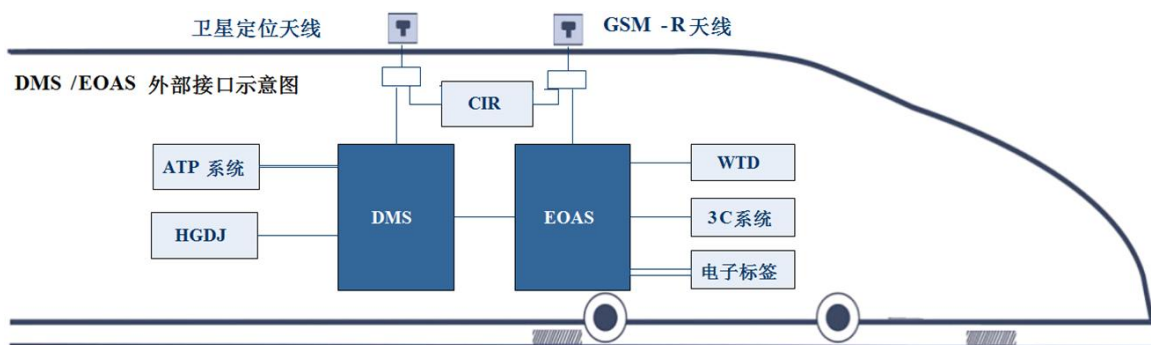 卫星定位天线
GSM -R天线
DMS /EOAS 外部接口示意图
CIR
ATP 系统
DMS
EOAS
WTD
HGDJ
3C系统
电子标签